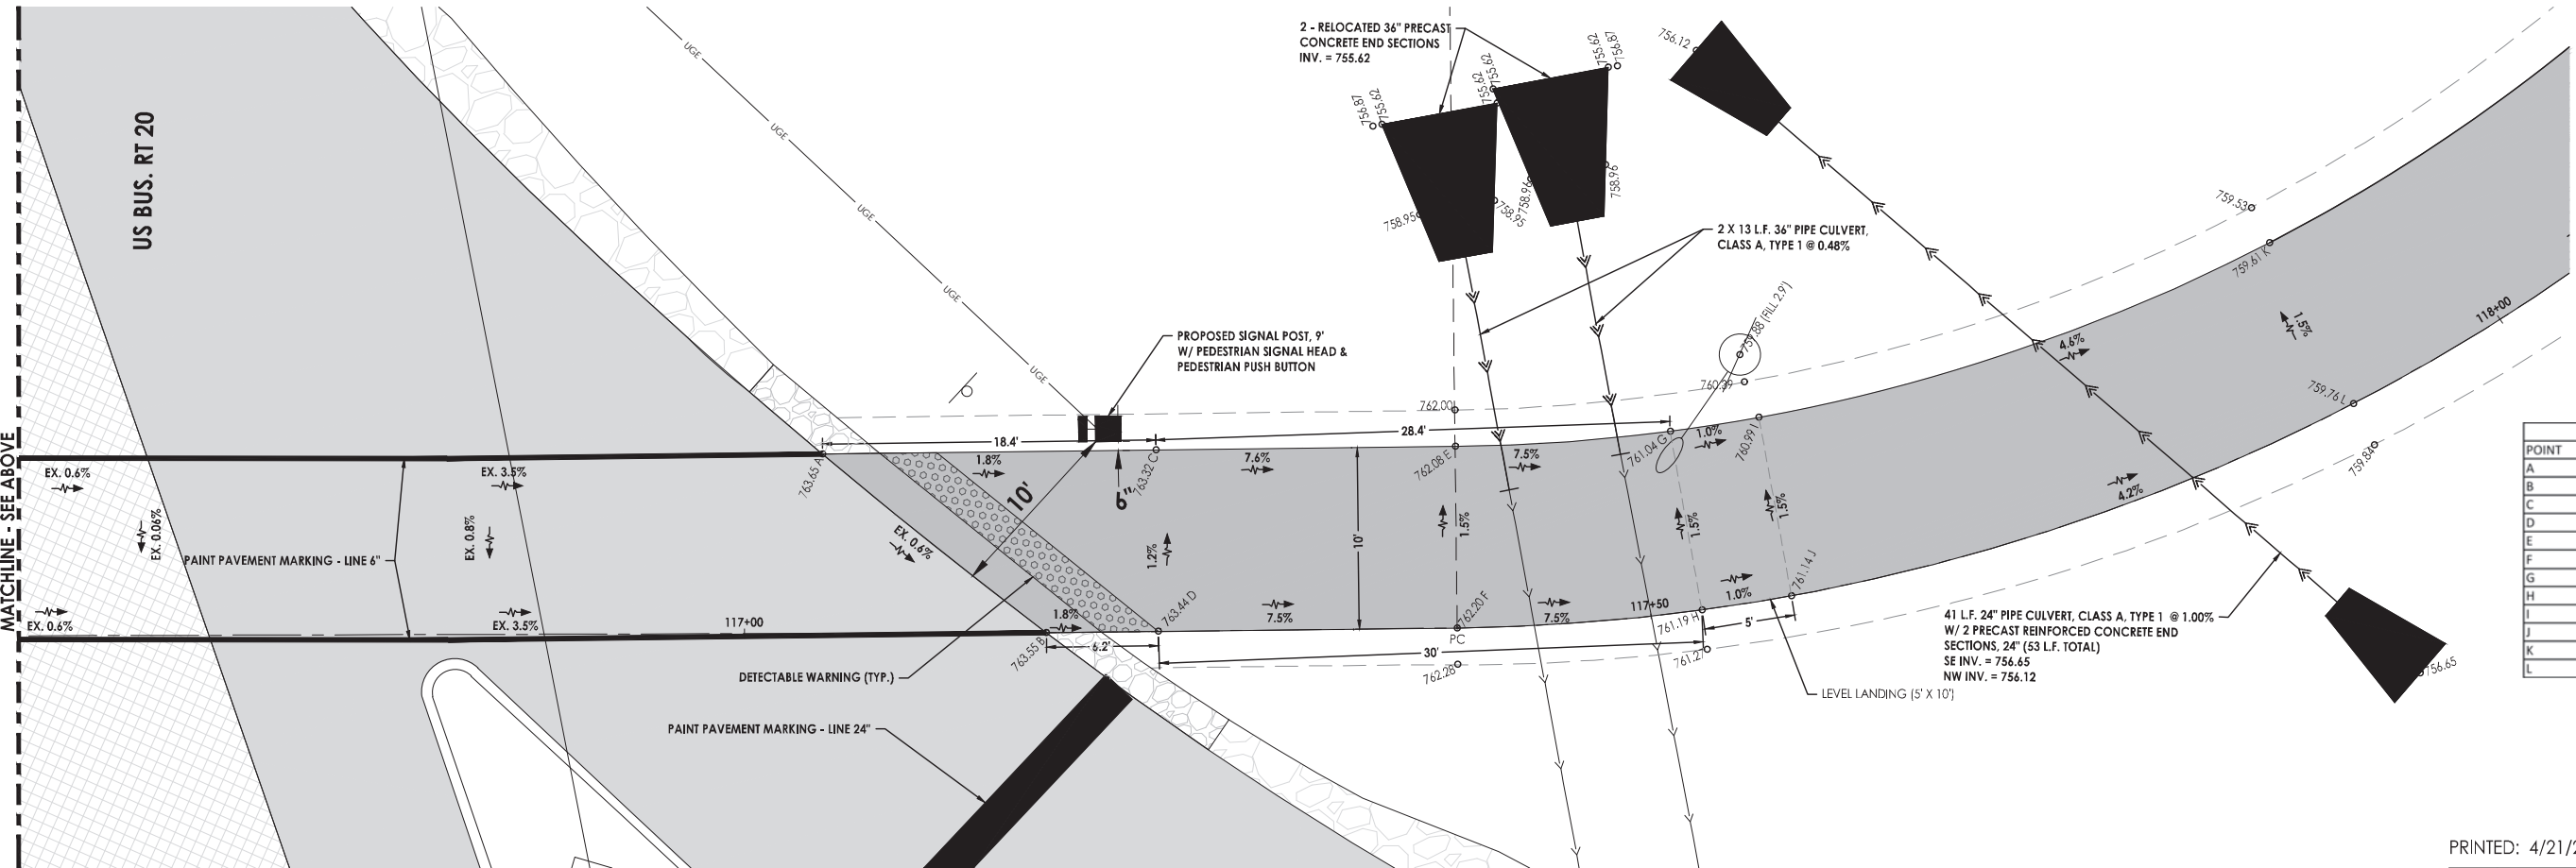 2 - RELOCATED 36" PRECAST
CONCRETE END SECTIONS
INV. = 755.62
756.87
755.62
755.62
755.62
755.62
756.87
756.12
US BUS. RT 20
UGE
UGE
UGE
UGE
UGE
758.95
758.95
758.96
758.96
2 X 13 L.F. 36" PIPE CULVERT,
CLASS A, TYPE 1 @ 0.48%
759.53
759.61 K
1.5%
118+00
PROPOSED SIGNAL POST, 9'
W/ PEDESTRIAN SIGNAL HEAD &
PEDESTRIAN PUSH BUTTON
759.88 (FILL 2.9')
760.39
4.6%
759.76 L
762.00
18.4'
28.4'
MATCHLINE - SEE ABOVE
EX. 0.6%
EX. 3.5%
763.65 A
1.8%
763.32 C
7.6%
762.08 E
7.5%
761.04 G
1.0%
760.99 I
759.84
4.2%
POINT
A
B
C
D
E
F
G
H
I
J
K
L
10'
6"
EX. 0.06%
EX. 0.8%
EX. 0.6%
1.2%
10'
1.5%
1.5%
1.5%
PAINT PAVEMENT MARKING - LINE 6"
EX. 0.6%
EX. 3.5%
117+00
1.8%
763.44 D
7.5%
762.20 F
7.5%
117+50
1.0%
761.14 J
763.55 B
6.2'
PC
761.19 H
5'
30'
762.28
761.27
41 L.F. 24" PIPE CULVERT, CLASS A, TYPE 1 @ 1.00%
W/ 2 PRECAST REINFORCED CONCRETE END
SECTIONS, 24" (53 L.F. TOTAL)
SE INV. = 756.65
NW INV. = 756.12
756.65
DETECTABLE WARNING (TYP.)
LEVEL LANDING (5' X 10')
PAINT PAVEMENT MARKING - LINE 24"
PRINTED: 4/21/2